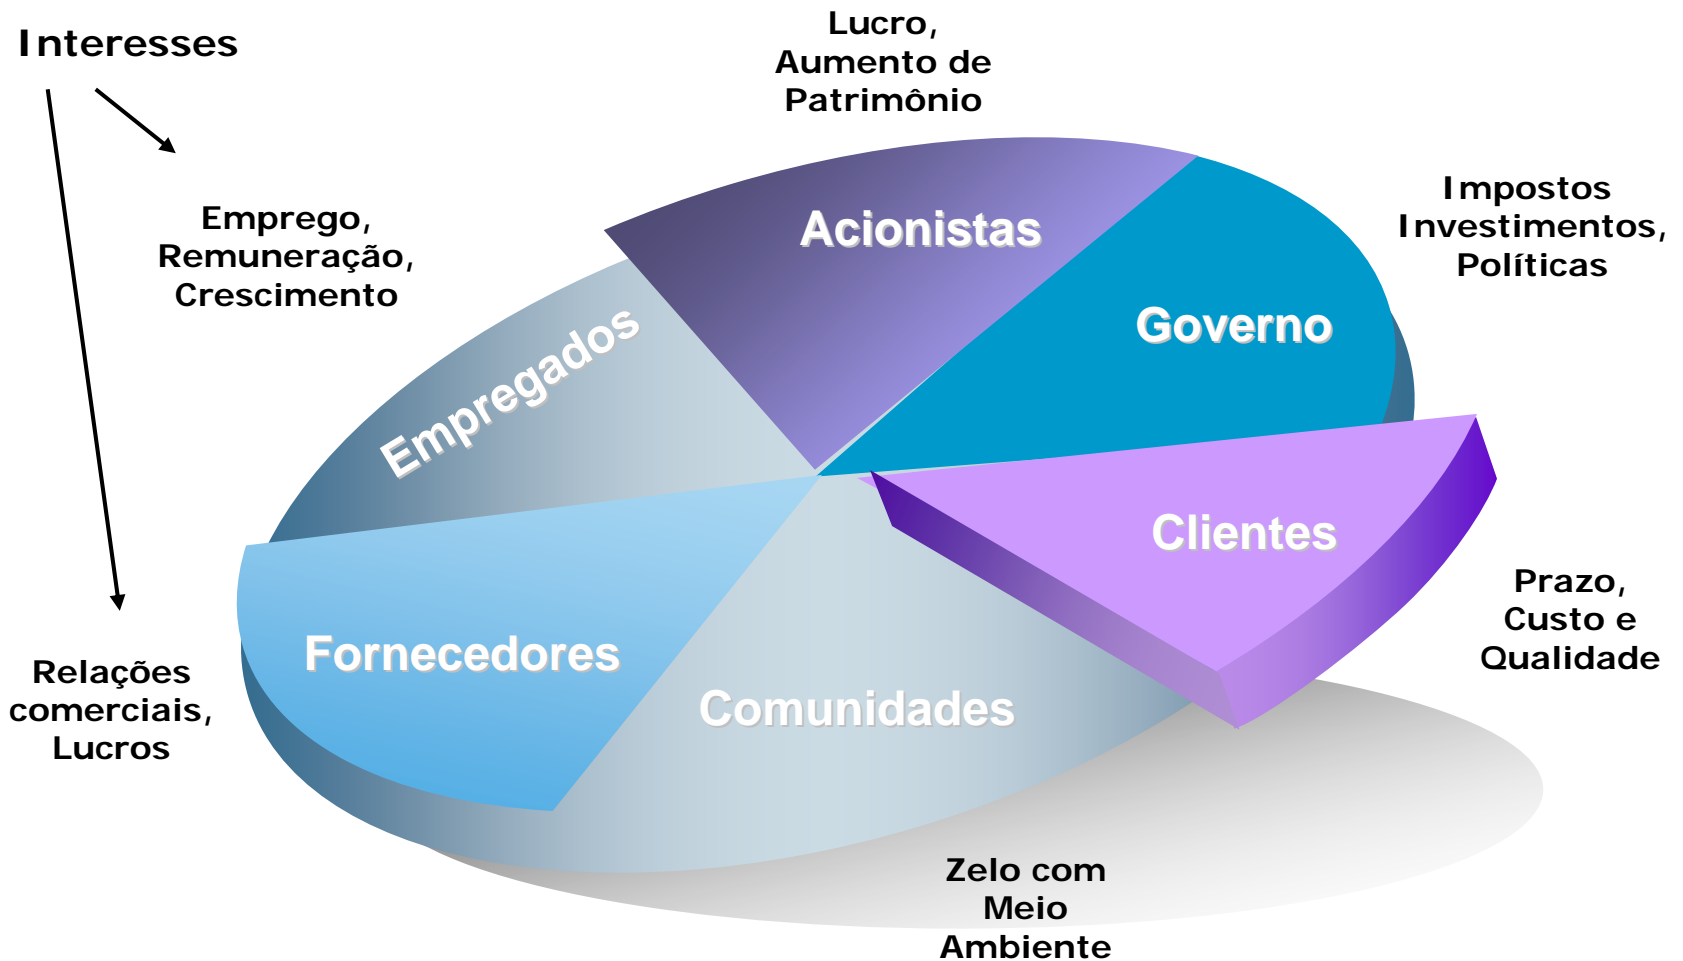 Interesses
Lucro,
Aumento de
Patrimônio
Impostos
Investimentos,
Políticas
Emprego,
Remuneração,
Crescimento
Acionistas
Governo
Empregados
Clientes
Fornecedores
Comunidades
Prazo,
Custo e
Qualidade
Relações
comerciais,
Lucros
Zelo com
Meio
Ambiente